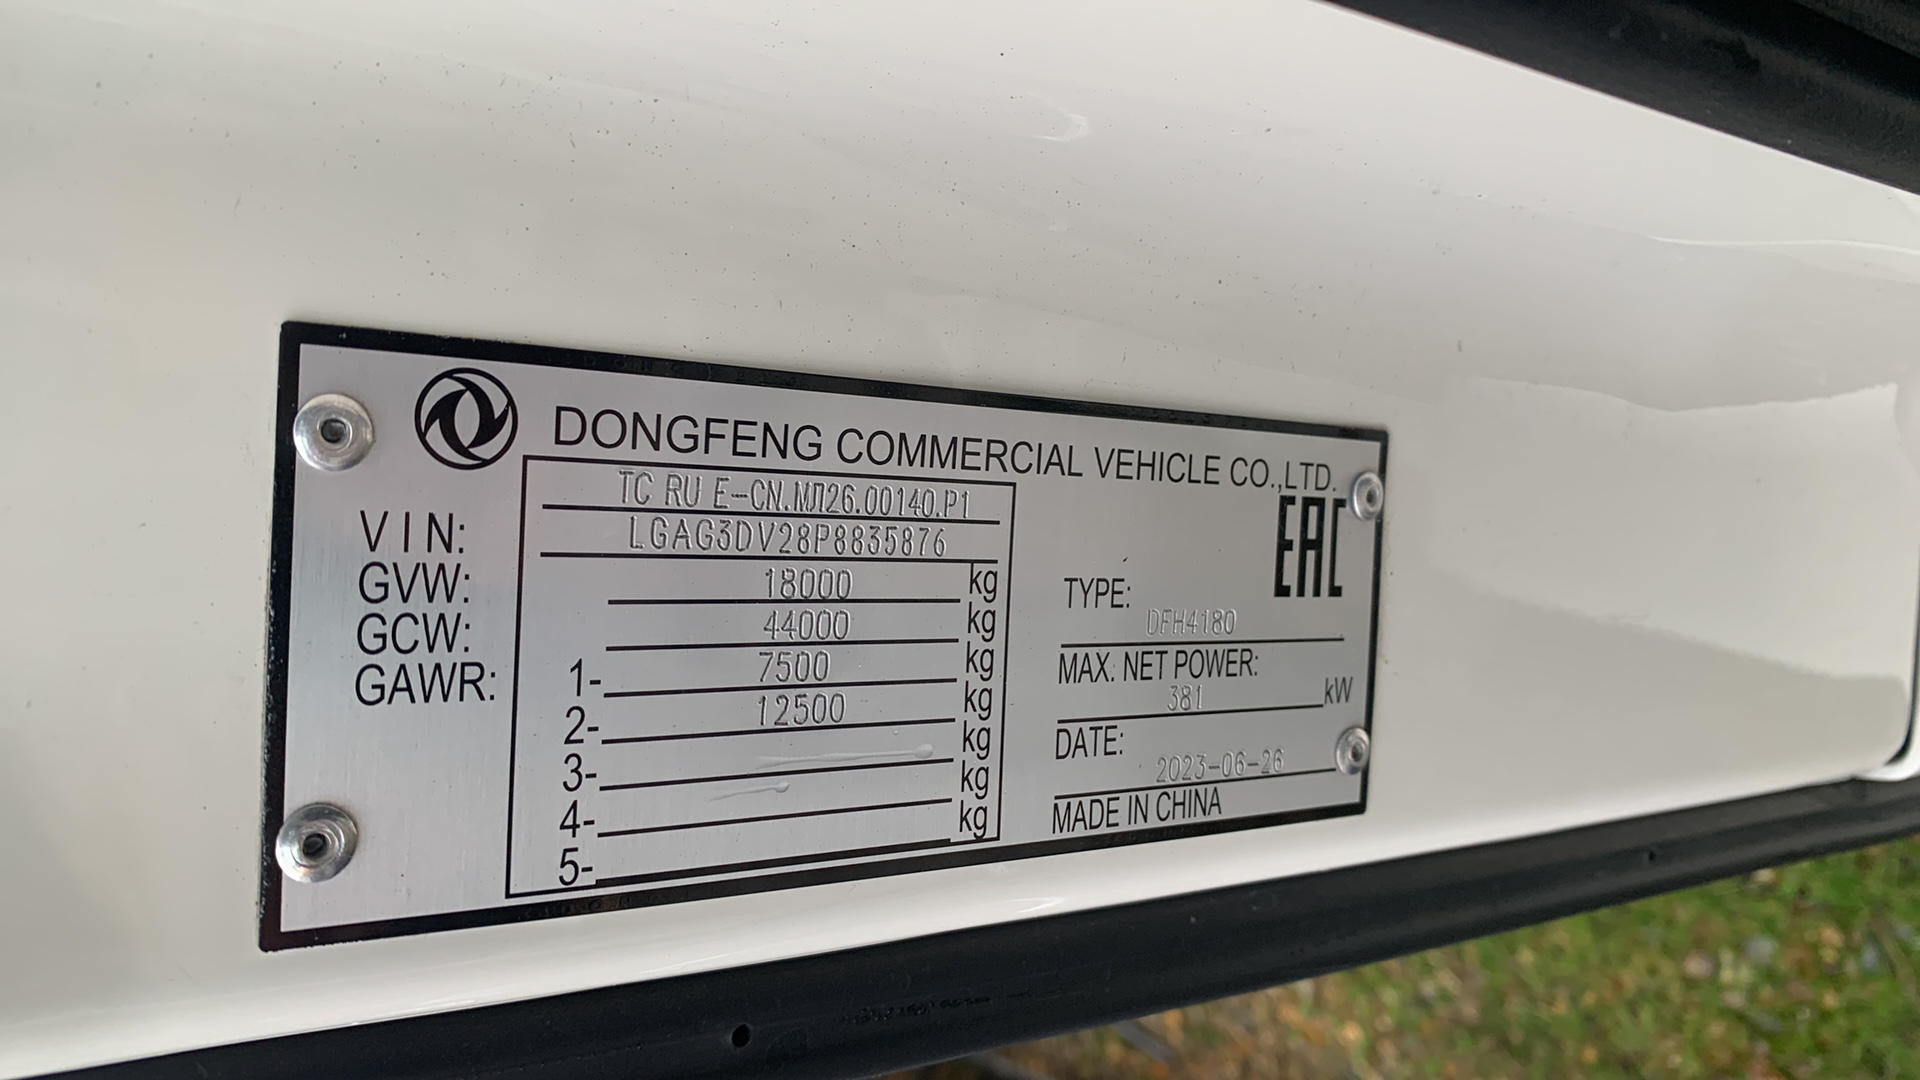 DONGFENG COMMERCIAL VEHICLE CO.,LTD.
TC RU E-CN.МЛ26.00140.P1
VIN: LGAG3DV28P8835876
GVW: 18000 kg
GCW: 44000 kg
GAWR: 1- 7500 kg
2- 12500 kg
3- kg
4- kg
5- kg
EAC
TYPE: DFH4180
MAX. NET POWER:
381 kW
DATE:
2023-06-26
MADE IN CHINA